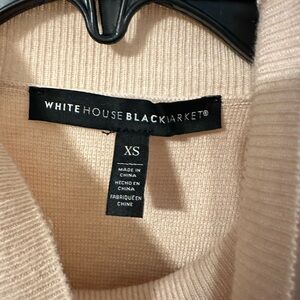 WHITE HOUSE BLACK MARKET®
XS
MADE IN
CHINA
HECHO EN
CHINA
FABRIQUÉ EN
CHINE